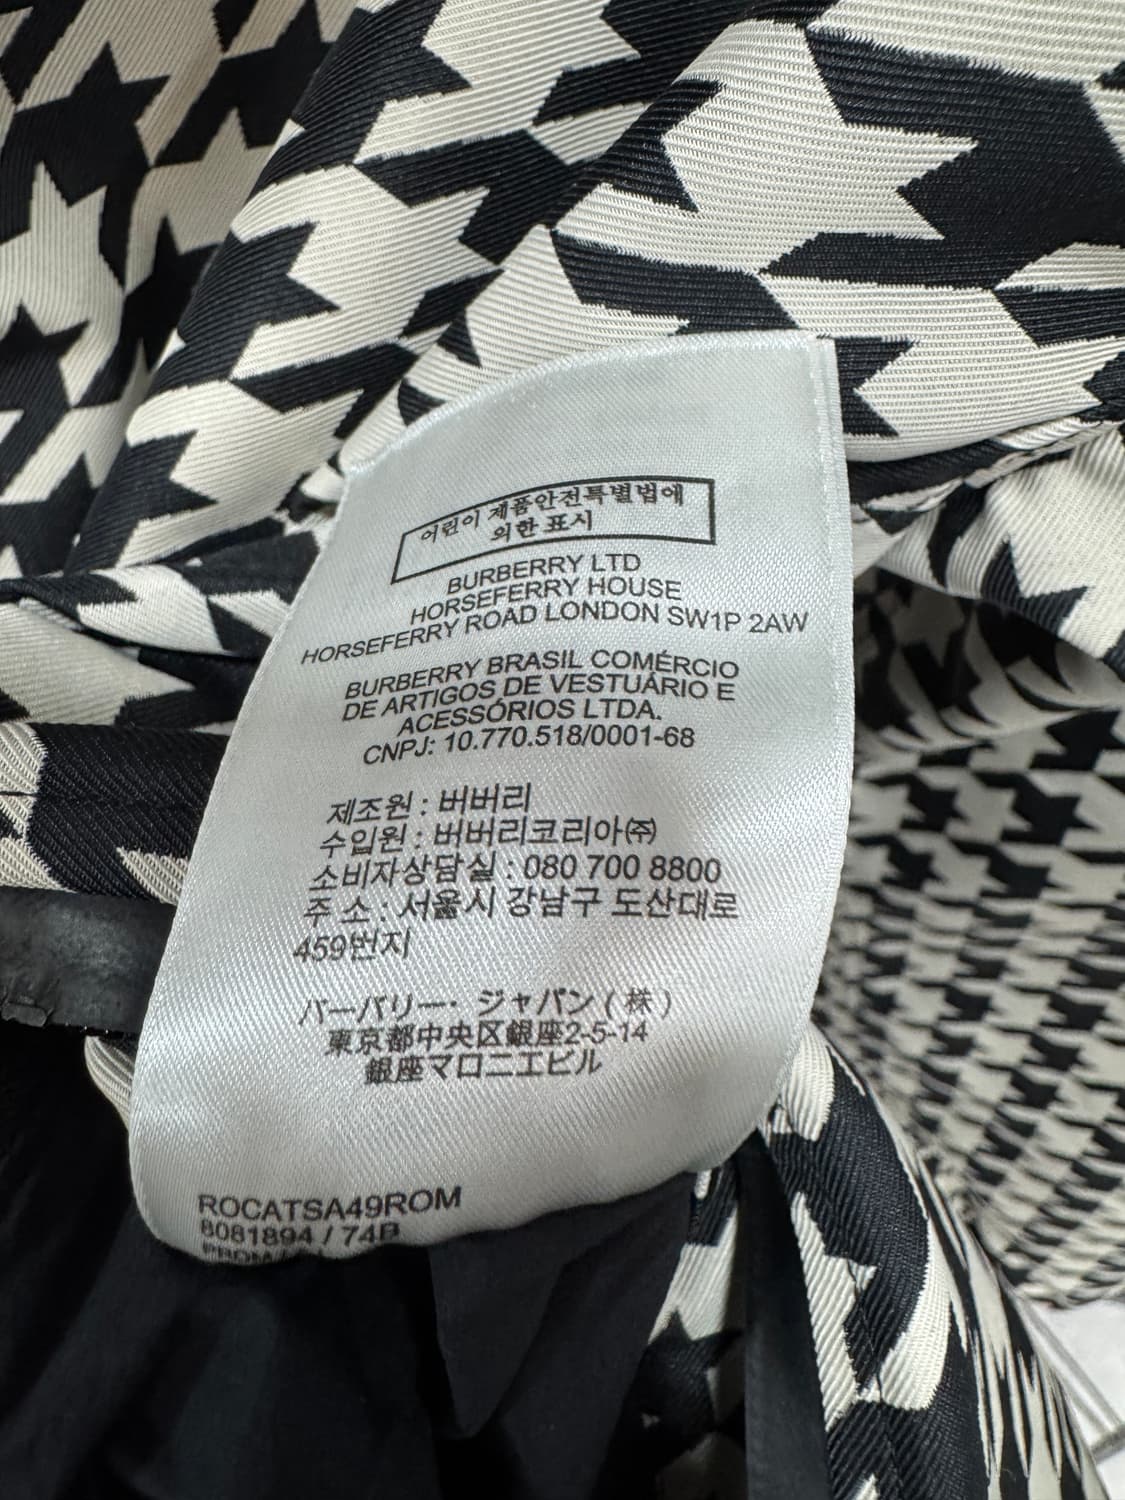 어린이 제품안전특별법에
의한 표시
BURBERRY LTD
HORSEFERRY HOUSE
HORSEFERRY ROAD LONDON SW1P 2AW
BURBERRY BRASIL COMÉRCIO
DE ARTIGOS DE VESTUÁRIO E
ACESSÓRIOS LTDA.
CNPJ: 10.770.518/0001-68
제조원 : 버버리
수입원 : 버버리코리아㈜
소비자상담실 : 080 700 8800
주 소 : 서울시 강남구 도산대로
459번지
バーバリー・ジャパン ( 株 )
東京都中央区銀座2-5-14
銀座マロニエビル
ROCATSA49ROM
8081894 / 74B